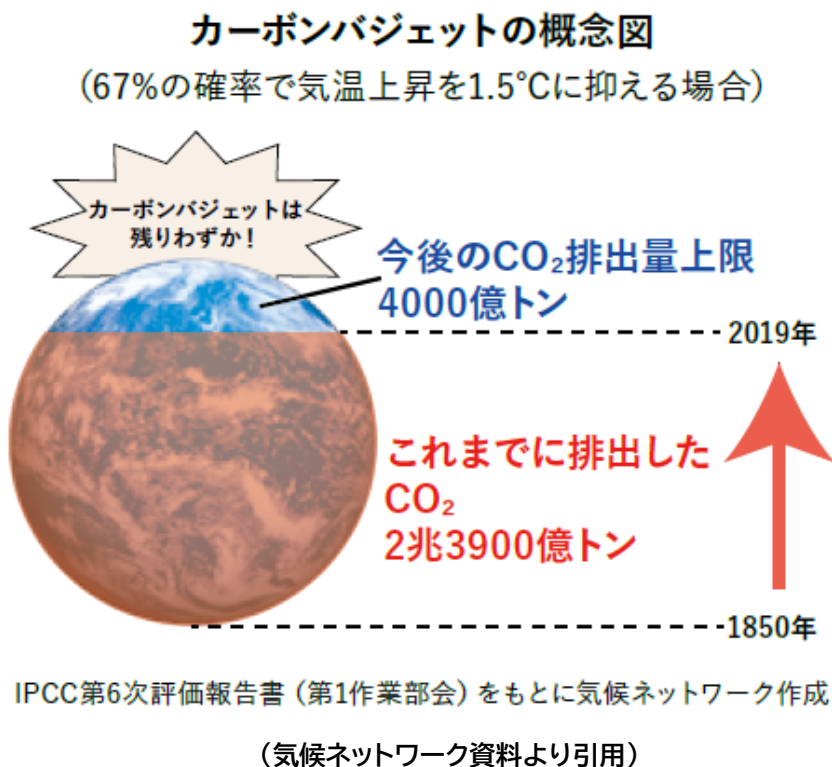 カーボンバジェットの概念図
（67%の確率で気温上昇を1.5°Cに抑える場合）
カーボンバジェットは
残りわずか！
今後のCO₂排出量上限
4000億トン
2019年
これまでに排出した
CO₂
2兆3900億トン
1850年
IPCC第6次評価報告書（第1作業部会）をもとに気候ネットワーク作成
（気候ネットワーク資料より引用）